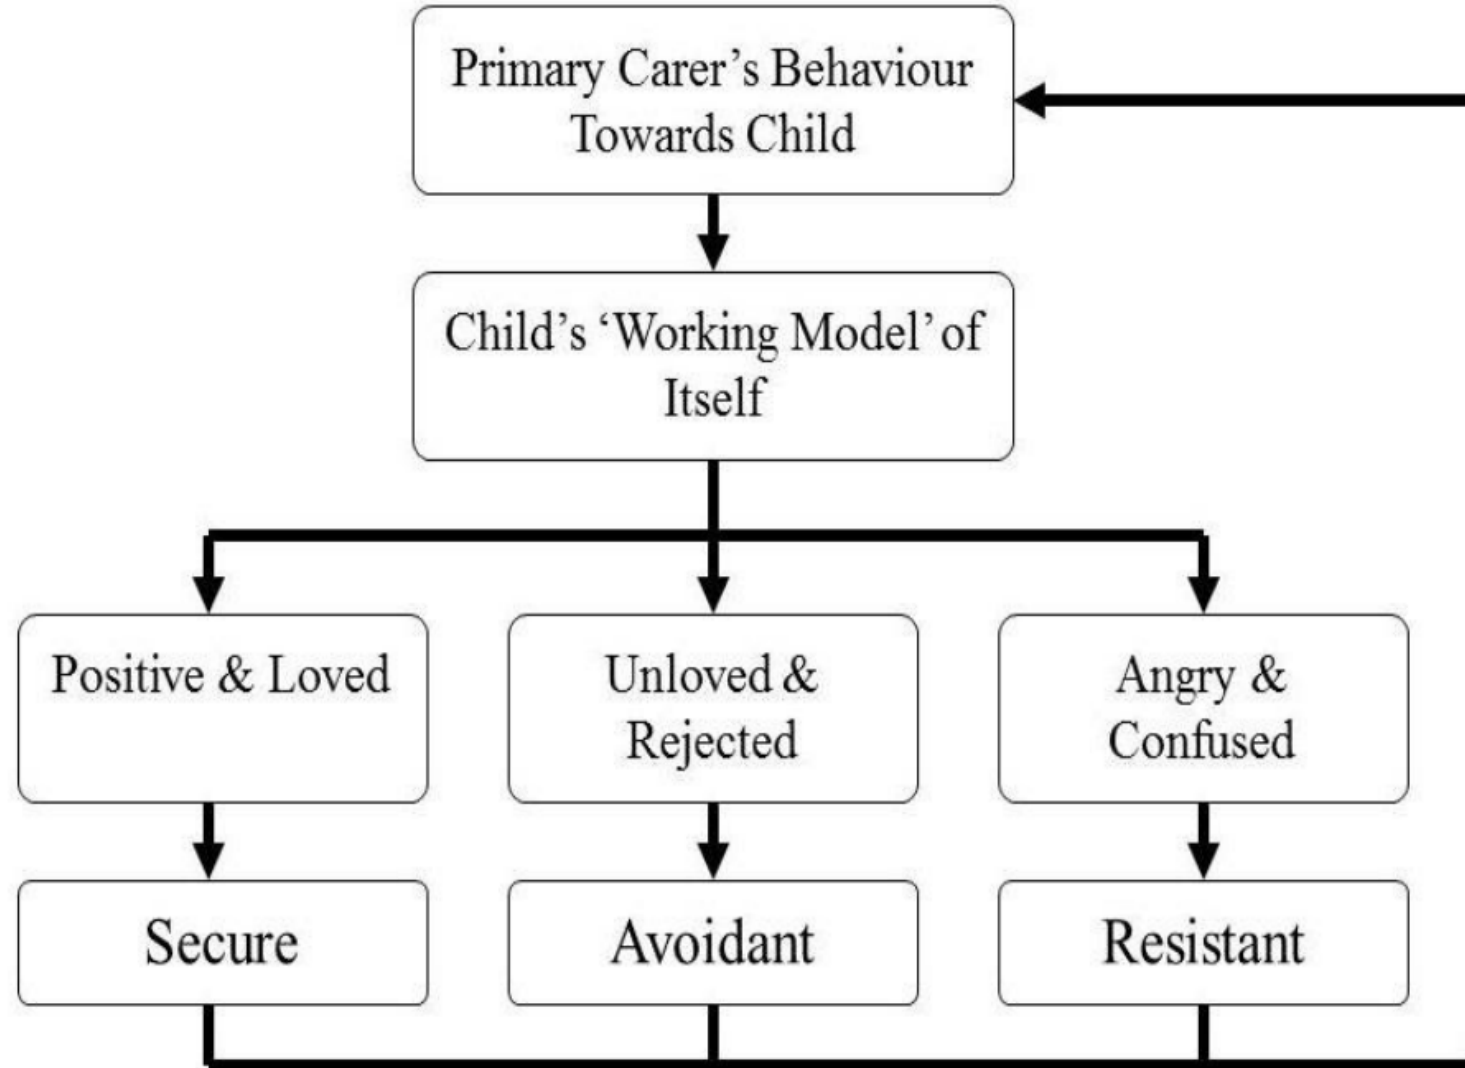 Primary Carer’s Behaviour
Towards Child
Child’s ‘Working Model’ of
Itself
Positive & Loved
Unloved &
Rejected
Angry &
Confused
Secure
Avoidant
Resistant